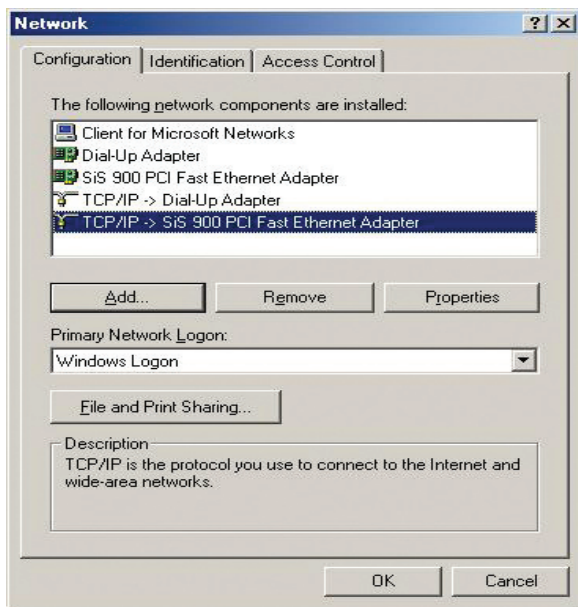 Network
Configuration Identification Access Control
The following network components are installed:
Client for Microsoft Networks
Dial-Up Adapter
SiS 900 PCI Fast Ethernet Adapter
TCP/IP -> Dial-Up Adapter
TCP/IP -> SiS 900 PCI Fast Ethernet Adapter
Add... Remove Properties
Primary Network Logon:
Windows Logon
File and Print Sharing...
Description
TCP/IP is the protocol you use to connect to the Internet and
wide-area networks.
OK Cancel